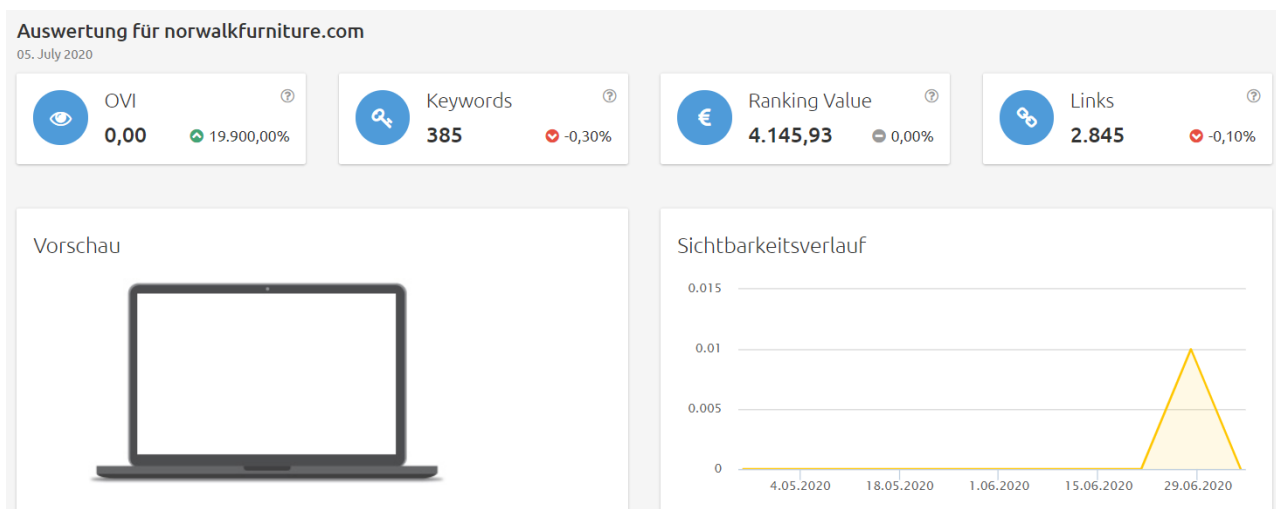 Auswertung für norwalkfurniture.com
05. July 2020
OVI
0,00 19.900,00%
Keywords
385 -0,30%
Ranking Value
€ 4.145,93 0,00%
Links
2.845 -0,10%
Vorschau
Sichtbarkeitsverlauf
0.015
0.01
0.005
0
4.05.2020 18.05.2020 1.06.2020 15.06.2020 29.06.2020